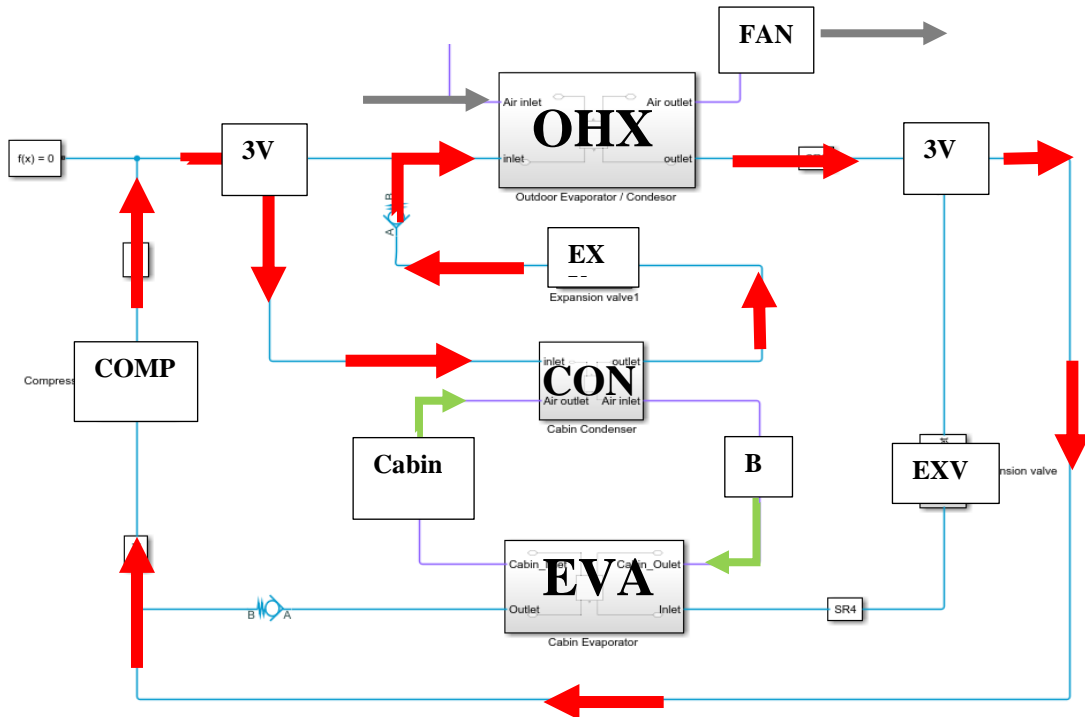 FAN
Air inlet
Air outlet
OHX
f(x) = 0
3V
inlet
outlet
3V
Outdoor Evaporator / Condesor
B
A
EX
Expansion valve1
COMP
Compress
inlet
outlet
CON
Air outlet
Air inlet
Cabin Condenser
Cabin
B
EXV
nsion valve
EVA
Cabin_Oulet
Outlet
Inlet
B
A
SR4
Cabin Evaporator